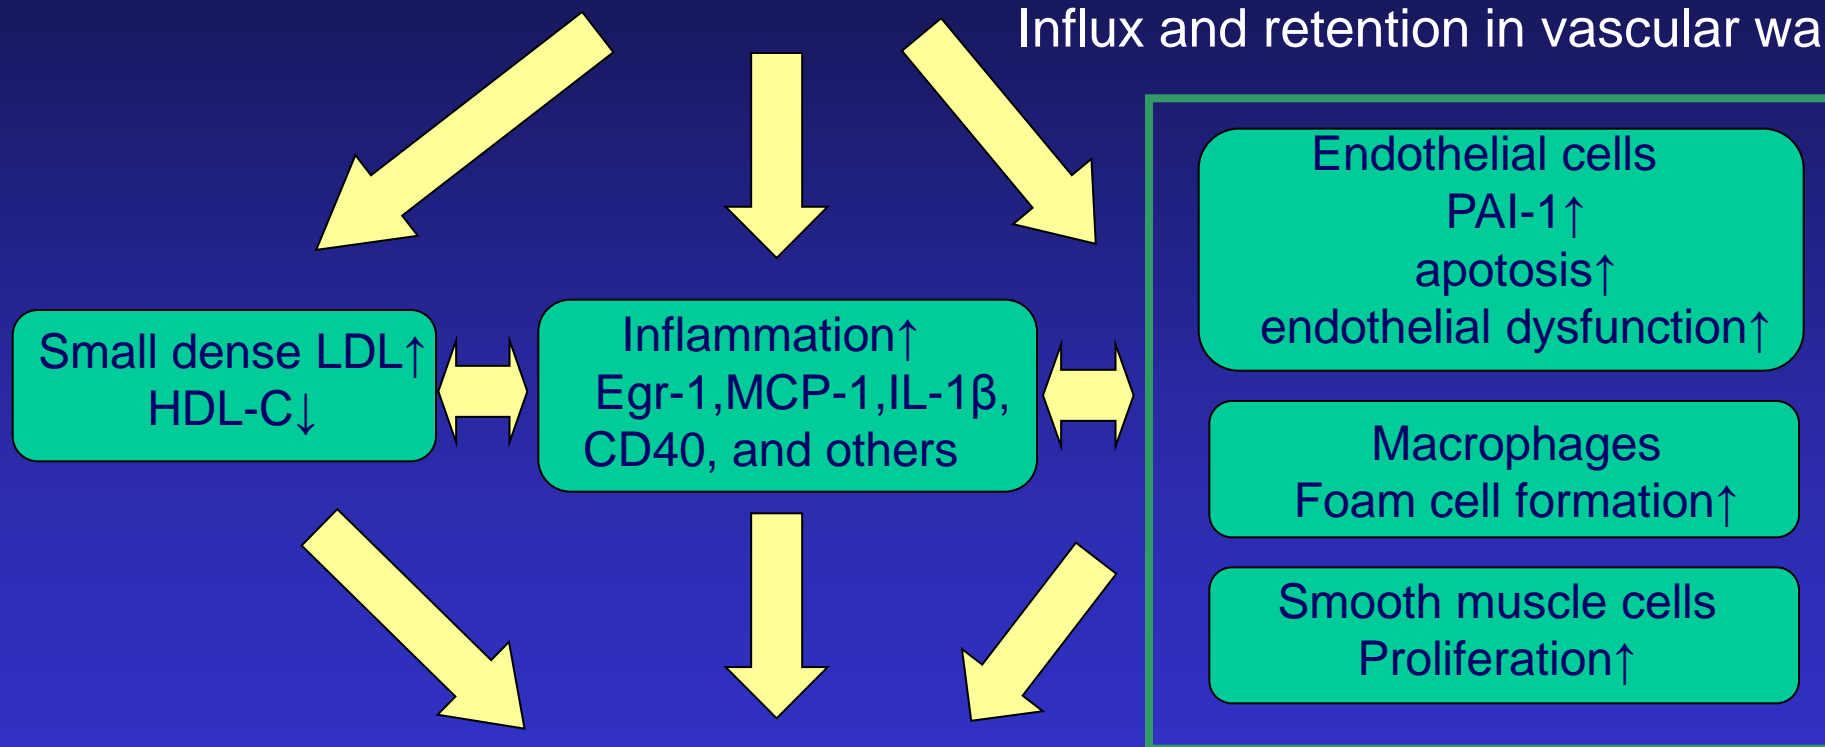 Influx and retention in vascular wa
Endothelial cells
PAI-1↑
apotosis↑
endothelial dysfunction↑
Small dense LDL↑
HDL-C↓
Inflammation↑
Egr-1,MCP-1,IL-1β,
CD40, and others
Macrophages
Foam cell formation↑
Smooth muscle cells
Proliferation↑